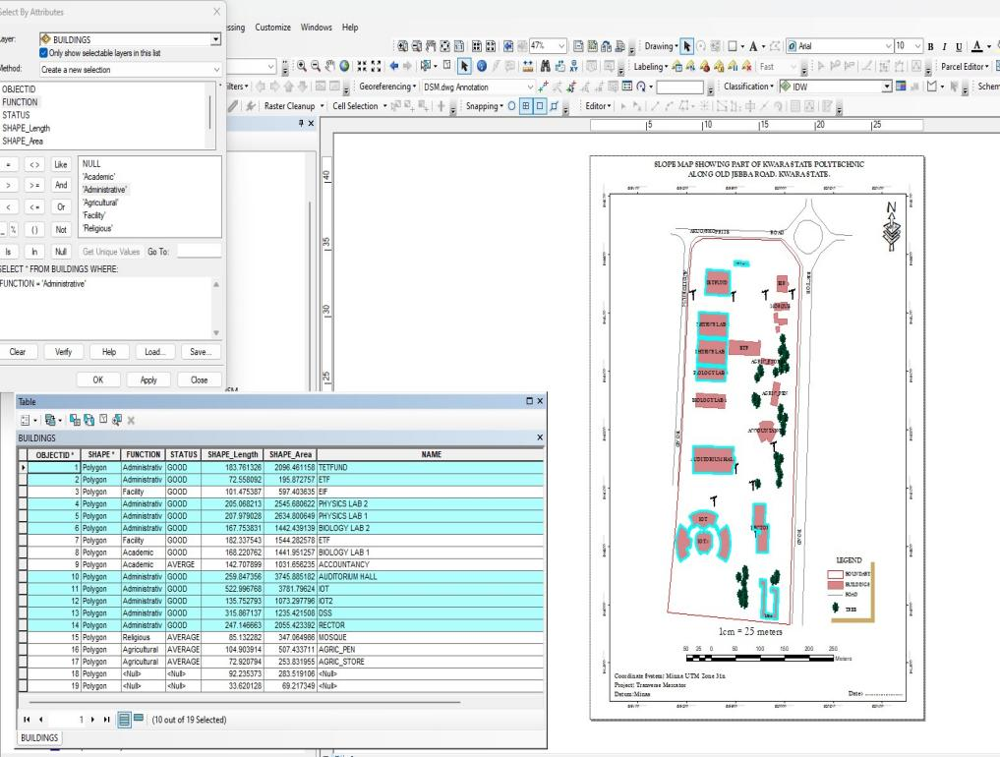 Select By Attributes
Layer:
BUILDINGS
Only show selectable layers in this list
Method:
Create a new selection
OBJECTID
FUNCTION
STATUS
SHAPE_Length
SHAPE_Area
= <> Like
> >= And
< <= Or
_ % () Not
Is In Null
NULL
'Academic'
'Administrative'
'Agricultural'
'Facility'
'Religious'
Get Unique Values Go To:
SELECT * FROM BUILDINGS WHERE:
FUNCTION = 'Administrative'
Clear Verify Help Load... Save...
OK Apply Close
Customize Windows Help
47% Drawing Arial 10 B I U A
Labeling Fast Parcel Editor
Georeferencing DSM.dwg Annotation Classification IDW
Raster Cleanup Cell Selection Snapping Editor
5 10 15 20 25
40
35
30
25
SLOPE MAP SHOWING PART OF KWARA STATE POLYTECHNIC
ALONG OLD JEBBA ROAD. KWARA STATE.
N
ROAD
TETFUND
EIF
MOSQUE
ETF
BIOLOGY LAB 1
AGRIC_PEN
ACCOUNTANCY
AUDITORIUM HALL
IOT
IOT2
ROAD
ROAD
LEGEND
BOUNDARY
BUILDINGS
ROAD
TREE
1cm = 25 meters
50 25 0 50 100 150 200 250
Meters
Coordinate System: Minna UTM Zone 31n
Project: Tranverse Mercator
Datum:Minna
Date:
Table
BUILDINGS
OBJECTID * SHAPE * FUNCTION STATUS SHAPE_Length SHAPE_Area NAME
1 Polygon Administrativ GOOD 183.761326 2096.461158 TETFUND
2 Polygon Administrativ GOOD 72.558092 195.872757 ETF
3 Polygon Facility GOOD 101.475387 597.403635 EIF
4 Polygon Administrativ GOOD 205.068213 2545.680622 PHYSICS LAB 2
5 Polygon Administrativ GOOD 207.979028 2634.800649 PHYSICS LAB 1
6 Polygon Administrativ GOOD 167.753831 1442.439139 BIOLOGY LAB 2
7 Polygon Facility GOOD 182.337543 1544.282578 ETF
8 Polygon Academic GOOD 168.220762 1441.951257 BIOLOGY LAB 1
9 Polygon Academic AVERGE 142.707899 1031.656235 ACCOUNTANCY
10 Polygon Administrativ GOOD 259.847356 3745.885182 AUDITORIUM HALL
11 Polygon Administrativ GOOD 522.996768 3781.79624 IOT
12 Polygon Administrativ GOOD 135.752793 1073.297796 IOT2
13 Polygon Administrativ GOOD 315.867137 1235.421508 DSS
14 Polygon Administrativ GOOD 247.146663 2055.423392 RECTOR
15 Polygon Religious AVERAGE 85.132282 347.064986 MOSQUE
16 Polygon Agricultural AVERAGE 104.903914 507.433711 AGRIC_PEN
17 Polygon Agricultural AVERAGE 72.920794 253.831955 AGRIC_STORE
18 Polygon <Null> <Null> 92.235373 283.519106 <Null>
19 Polygon <Null> <Null> 33.620128 69.217349 <Null>
1 (10 out of 19 Selected)
BUILDINGS